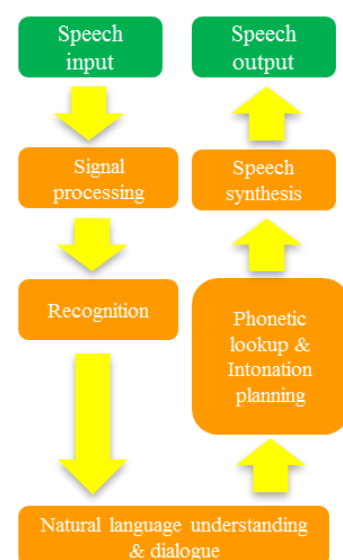 Speech
input
Speech
output
Signal
processing
Speech
synthesis
Recognition
Phonetic
lookup &
Intonation
planning
Natural language understanding
& dialogue